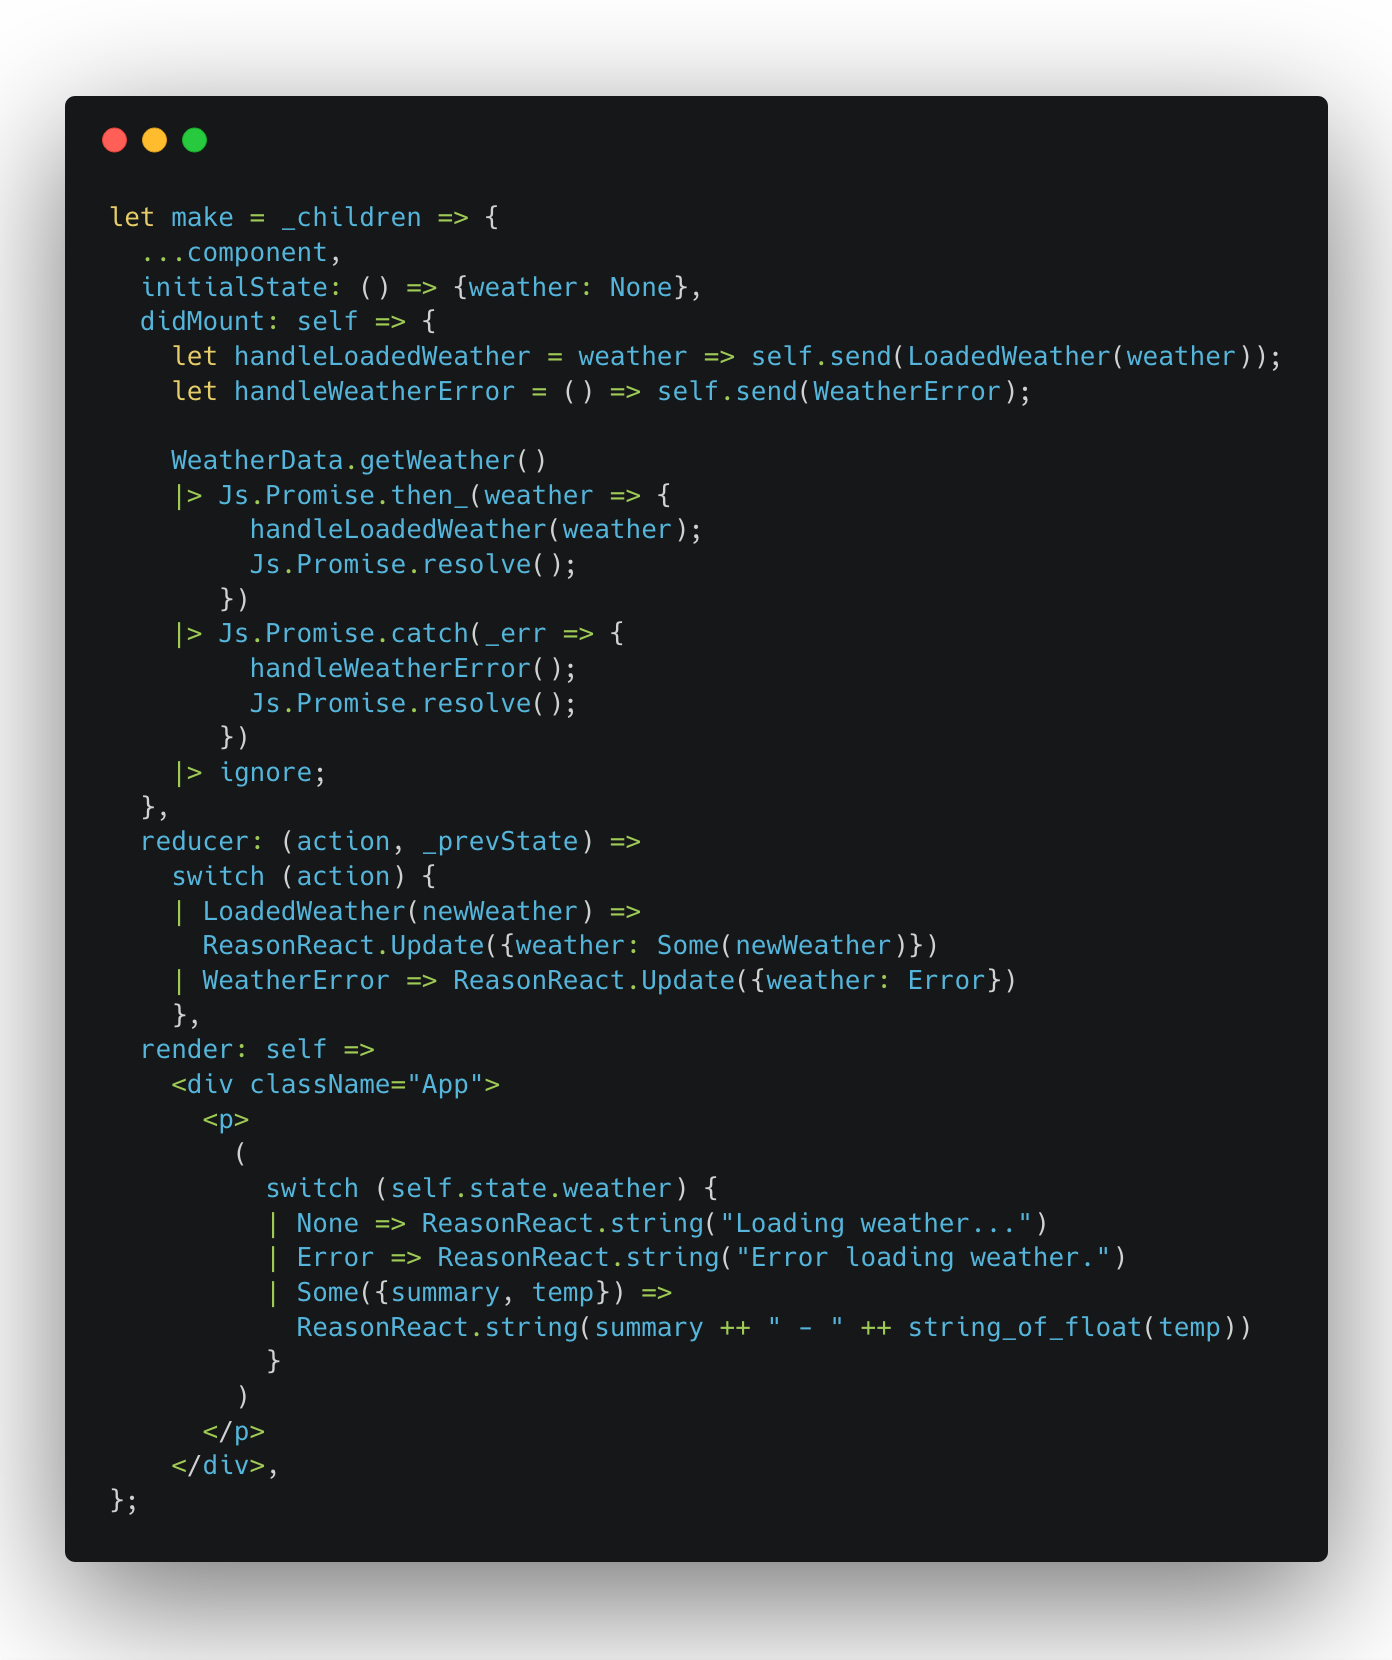 let make = _children => {
  ...component,
  initialState: () => {weather: None},
  didMount: self => {
    let handleLoadedWeather = weather => self.send(LoadedWeather(weather));
    let handleWeatherError = () => self.send(WeatherError);

    WeatherData.getWeather()
    |> Js.Promise.then_(weather => {
         handleLoadedWeather(weather);
         Js.Promise.resolve();
       })
    |> Js.Promise.catch(_err => {
         handleWeatherError();
         Js.Promise.resolve();
       })
    |> ignore;
  },
  reducer: (action, _prevState) =>
    switch (action) {
    | LoadedWeather(newWeather) =>
      ReasonReact.Update({weather: Some(newWeather)})
    | WeatherError => ReasonReact.Update({weather: Error})
    },
  render: self =>
    <div className="App">
      <p>
        (
          switch (self.state.weather) {
          | None => ReasonReact.string("Loading weather...")
          | Error => ReasonReact.string("Error loading weather.")
          | Some({summary, temp}) =>
            ReasonReact.string(summary ++ " - " ++ string_of_float(temp))
          }
        )
      </p>
    </div>,
};